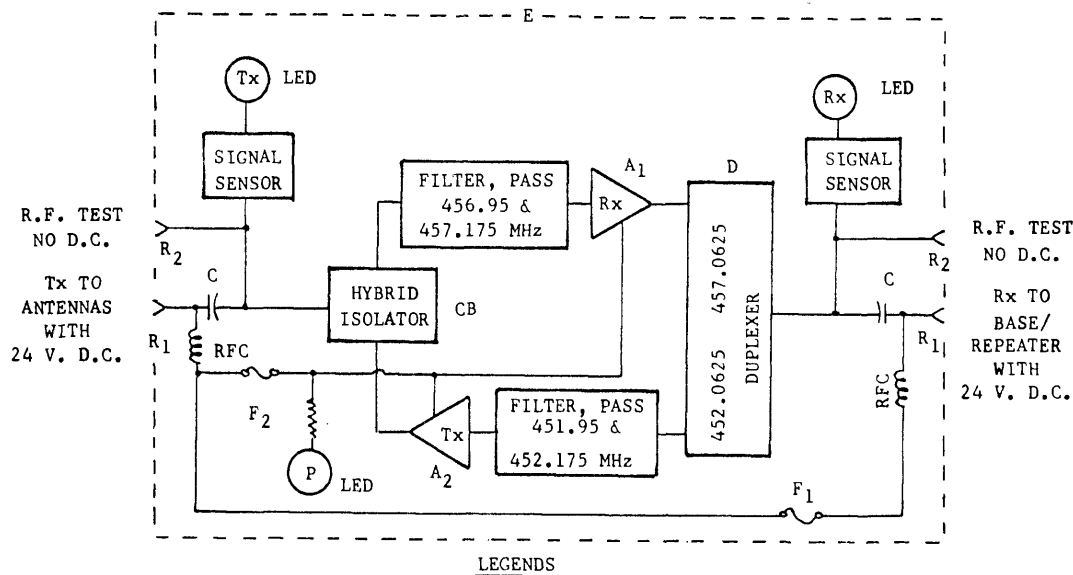 E
Tx
LED
SIGNAL
SENSOR
Rx
LED
SIGNAL
SENSOR
FILTER, PASS
456.95 &
457.175 MHz
A1
Rx
D
452.0625 457.0625
DUPLEXER
R.F. TEST
NO D.C.
R2
Tx TO
ANTENNAS
WITH
24 V. D.C.
R1
C
RFC
HYBRID
ISOLATOR
CB
R.F. TEST
NO D.C.
R2
Rx TO
BASE/
REPEATER
WITH
24 V. D.C.
R1
C
RFC
F2
P
LED
Tx
A2
FILTER, PASS
451.95 &
452.175 MHz
F1
LEGENDS